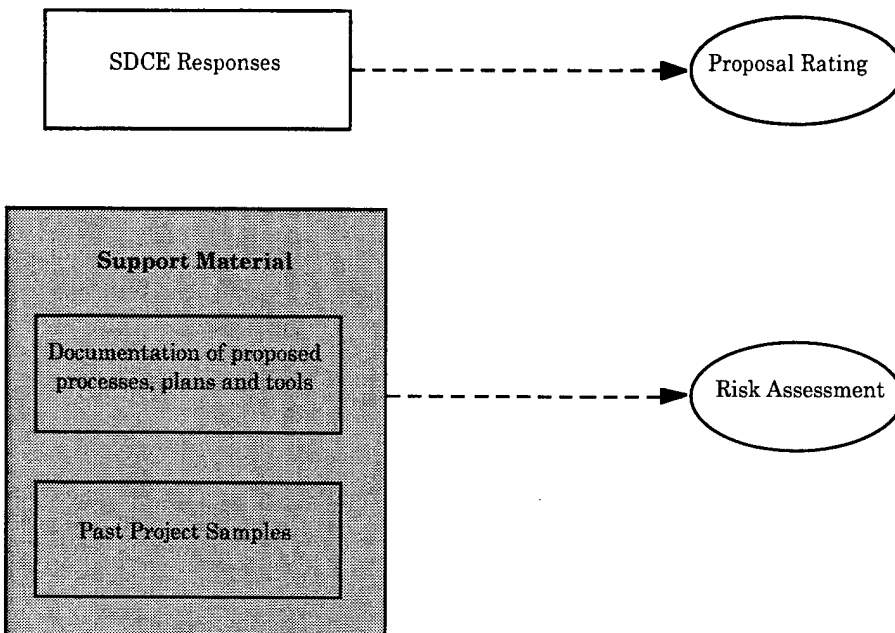 SDCE Responses
Proposal Rating
Support Material
Documentation of proposed
processes, plans and tools
Risk Assessment
Past Project Samples